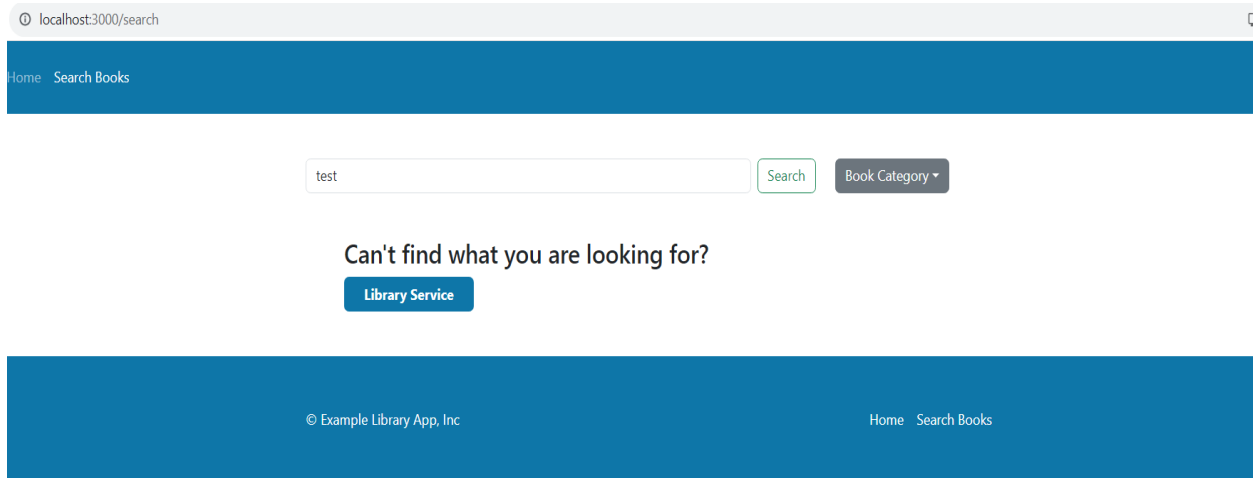 localhost:3000/search
Home Search Books
test Search Book Category
Can't find what you are looking for?
Library Service
© Example Library App, Inc Home Search Books